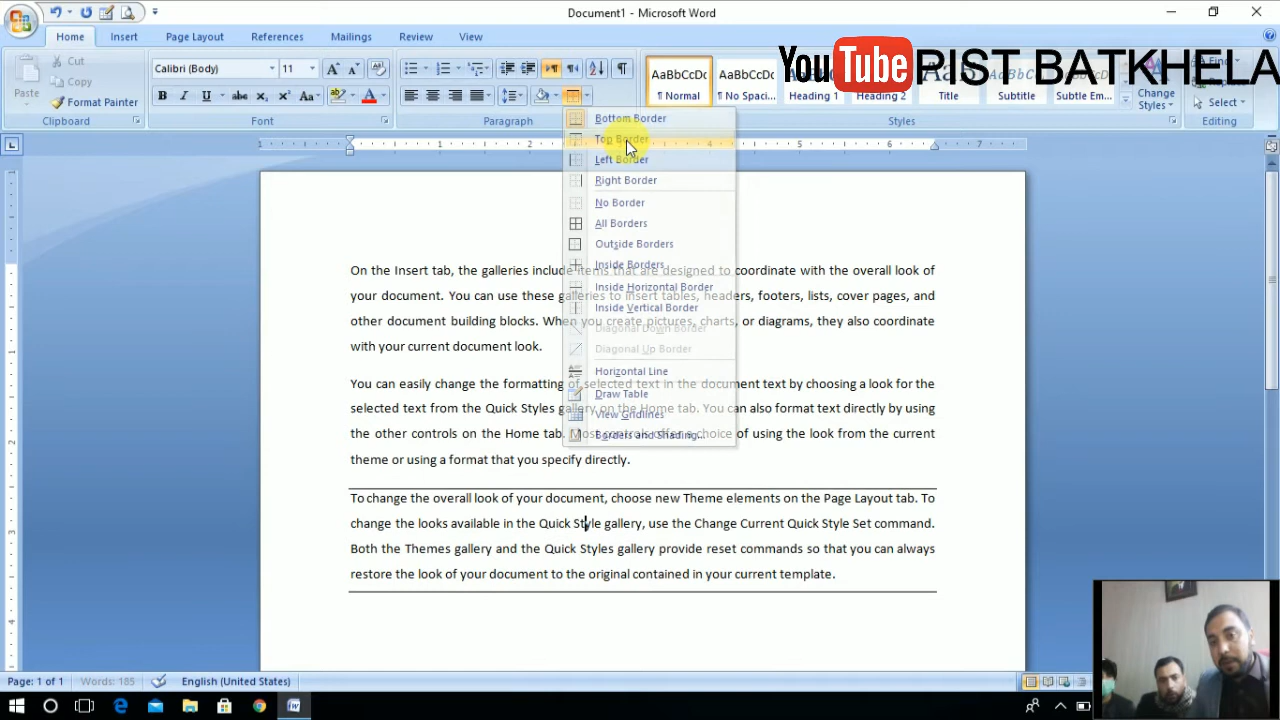 Document1 - Microsoft Word
Home Insert Page Layout References Mailings Review View
YouTube PIST BATKHELA
Paste
Cut
Copy
Format Painter
Clipboard
Calibri (Body) 11
Font
Paragraph
AaBbCcDc AaBbCcDc
¶ Normal ¶ No Spaci... Heading 1 Heading 2 Title Subtitle Subtle Em...
Change Styles
Styles
Find
Select
Editing
Bottom Border
Top Border
Left Border
Right Border
No Border
All Borders
Outside Borders
Inside Borders
Inside Horizontal Border
Inside Vertical Border
Diagonal Down Border
Diagonal Up Border
Horizontal Line
Draw Table
View Gridlines
Borders and Shading...
On the Insert tab, the galleries include items that are designed to coordinate with the overall look of
your document. You can use these galleries to insert tables, headers, footers, lists, cover pages, and
other document building blocks. When you create pictures, charts, or diagrams, they also coordinate
with your current document look.
You can easily change the formatting of selected text in the document text by choosing a look for the
selected text from the Quick Styles gallery on the Home tab. You can also format text directly by using
the other controls on the Home tab. Most controls offer a choice of using the look from the current
theme or using a format that you specify directly.
To change the overall look of your document, choose new Theme elements on the Page Layout tab. To
change the looks available in the Quick Style gallery, use the Change Current Quick Style Set command.
Both the Themes gallery and the Quick Styles gallery provide reset commands so that you can always
restore the look of your document to the original contained in your current template.
Page: 1 of 1 Words: 185 English (United States)